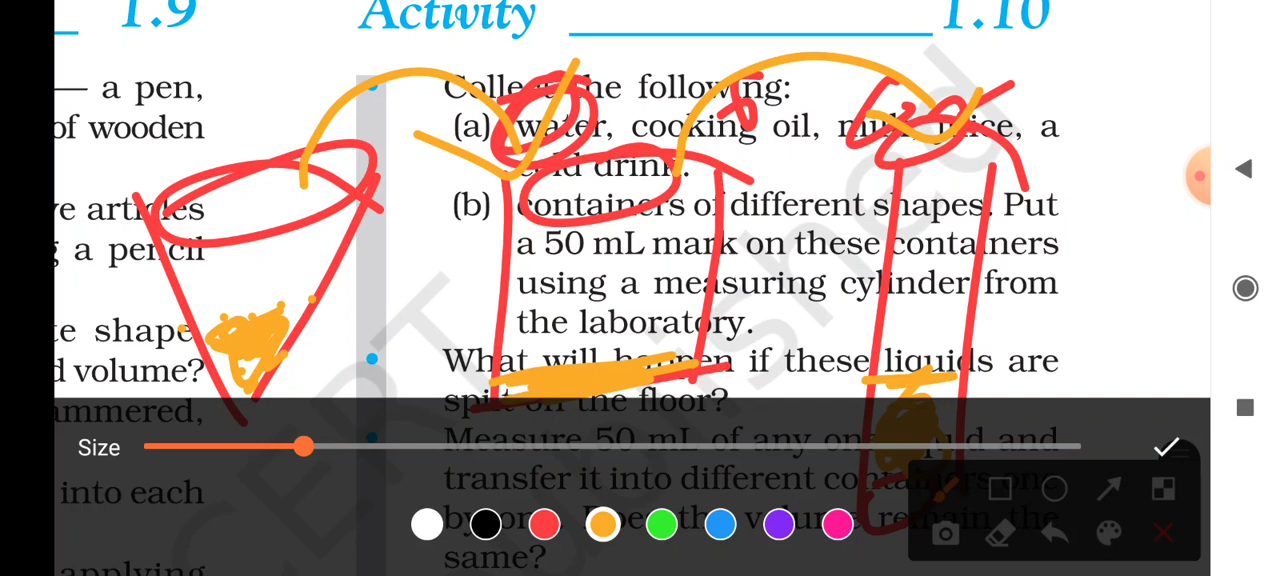 1.9
— a pen,
of wooden
ve articles
g a pencil
te shape
d volume?
ammered,
into each
applying
Activity 1.10
• Collect the following:
(a) water, cooking oil, milk, juice, a
cold drink.
(b) containers of different shapes. Put
a 50 mL mark on these containers
using a measuring cylinder from
the laboratory.
• What will happen if these liquids are
spilt on the floor?
• Measure 50 mL of any one liquid and
transfer it into different containers one
by one. Does the volume remain the
same?
Size